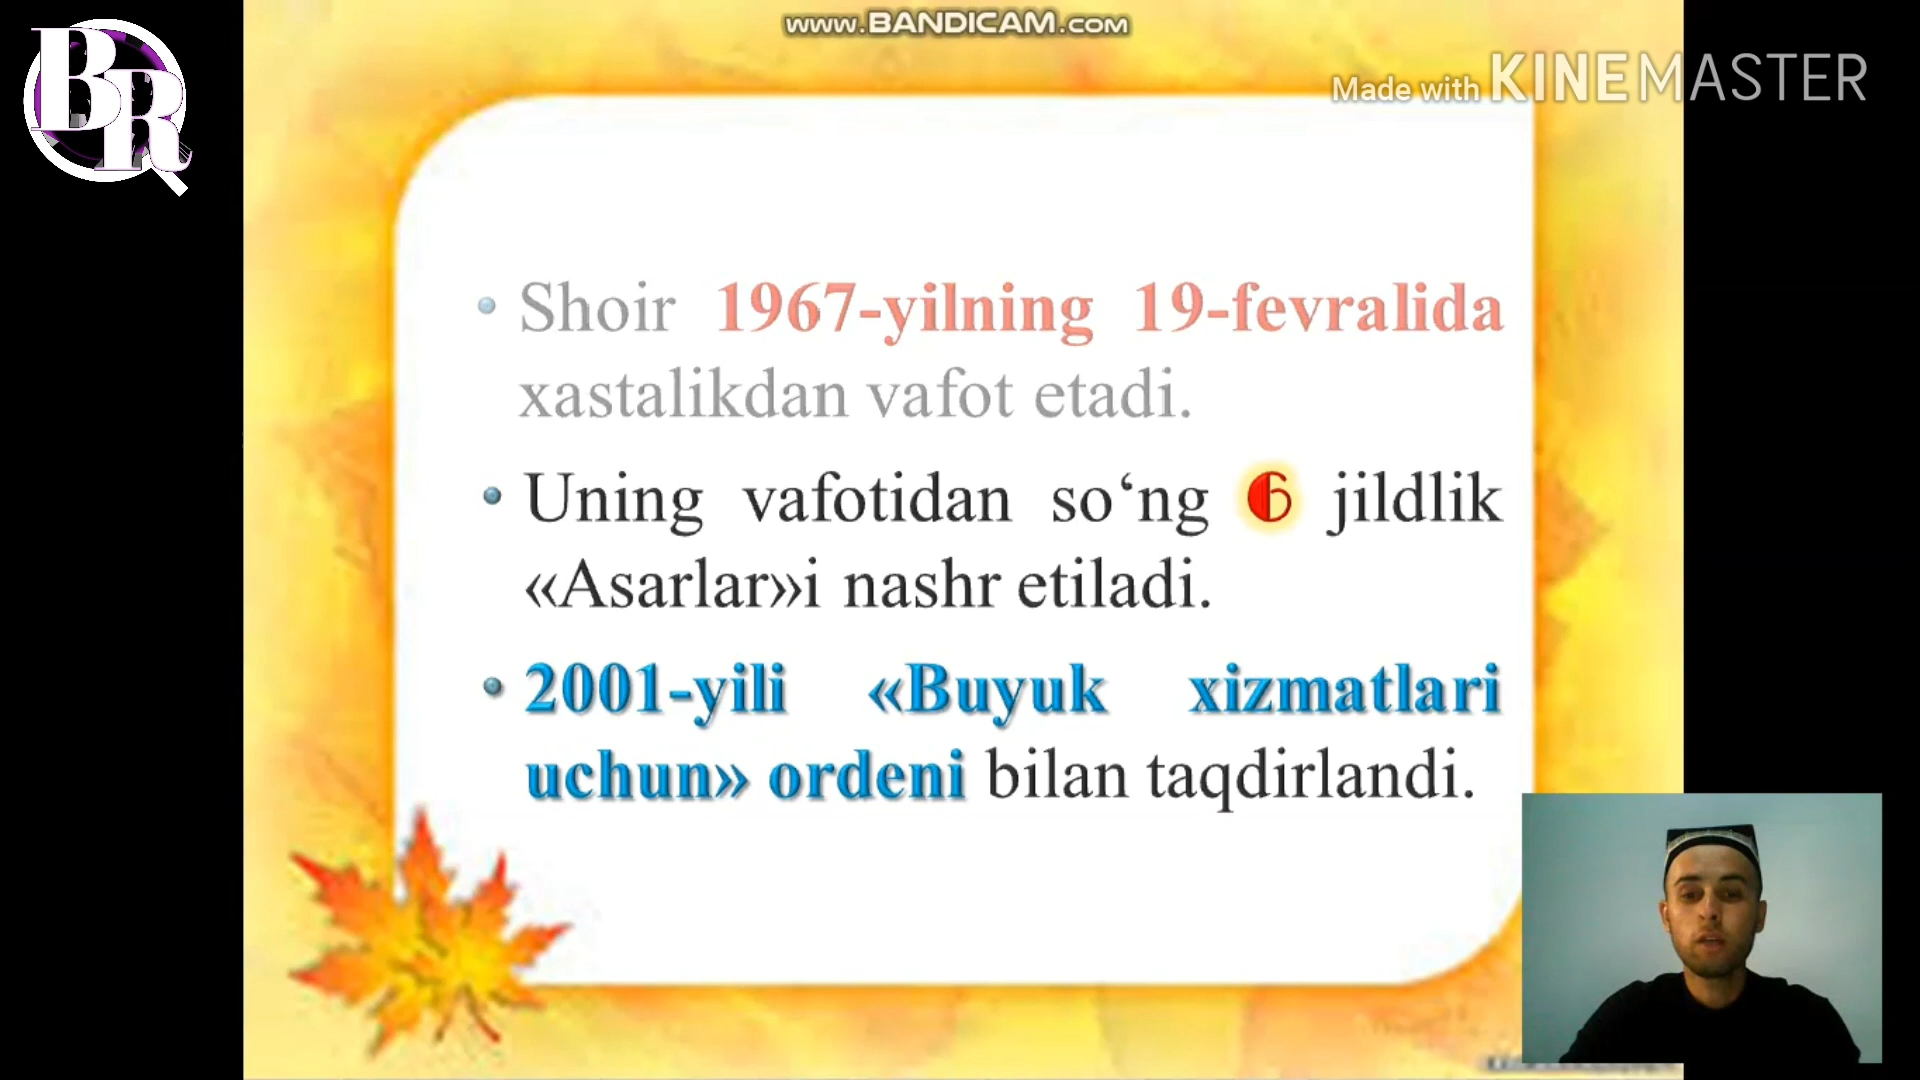 www.BANDICAM.com
Made with KINEMASTER
BR
• Shoir 1967-yilning 19-fevralida
xastalikdan vafot etadi.
• Uning vafotidan so‘ng 6 jildlik
«Asarlar»i nashr etiladi.
• 2001-yili «Buyuk xizmatlari
uchun» ordeni bilan taqdirlandi.